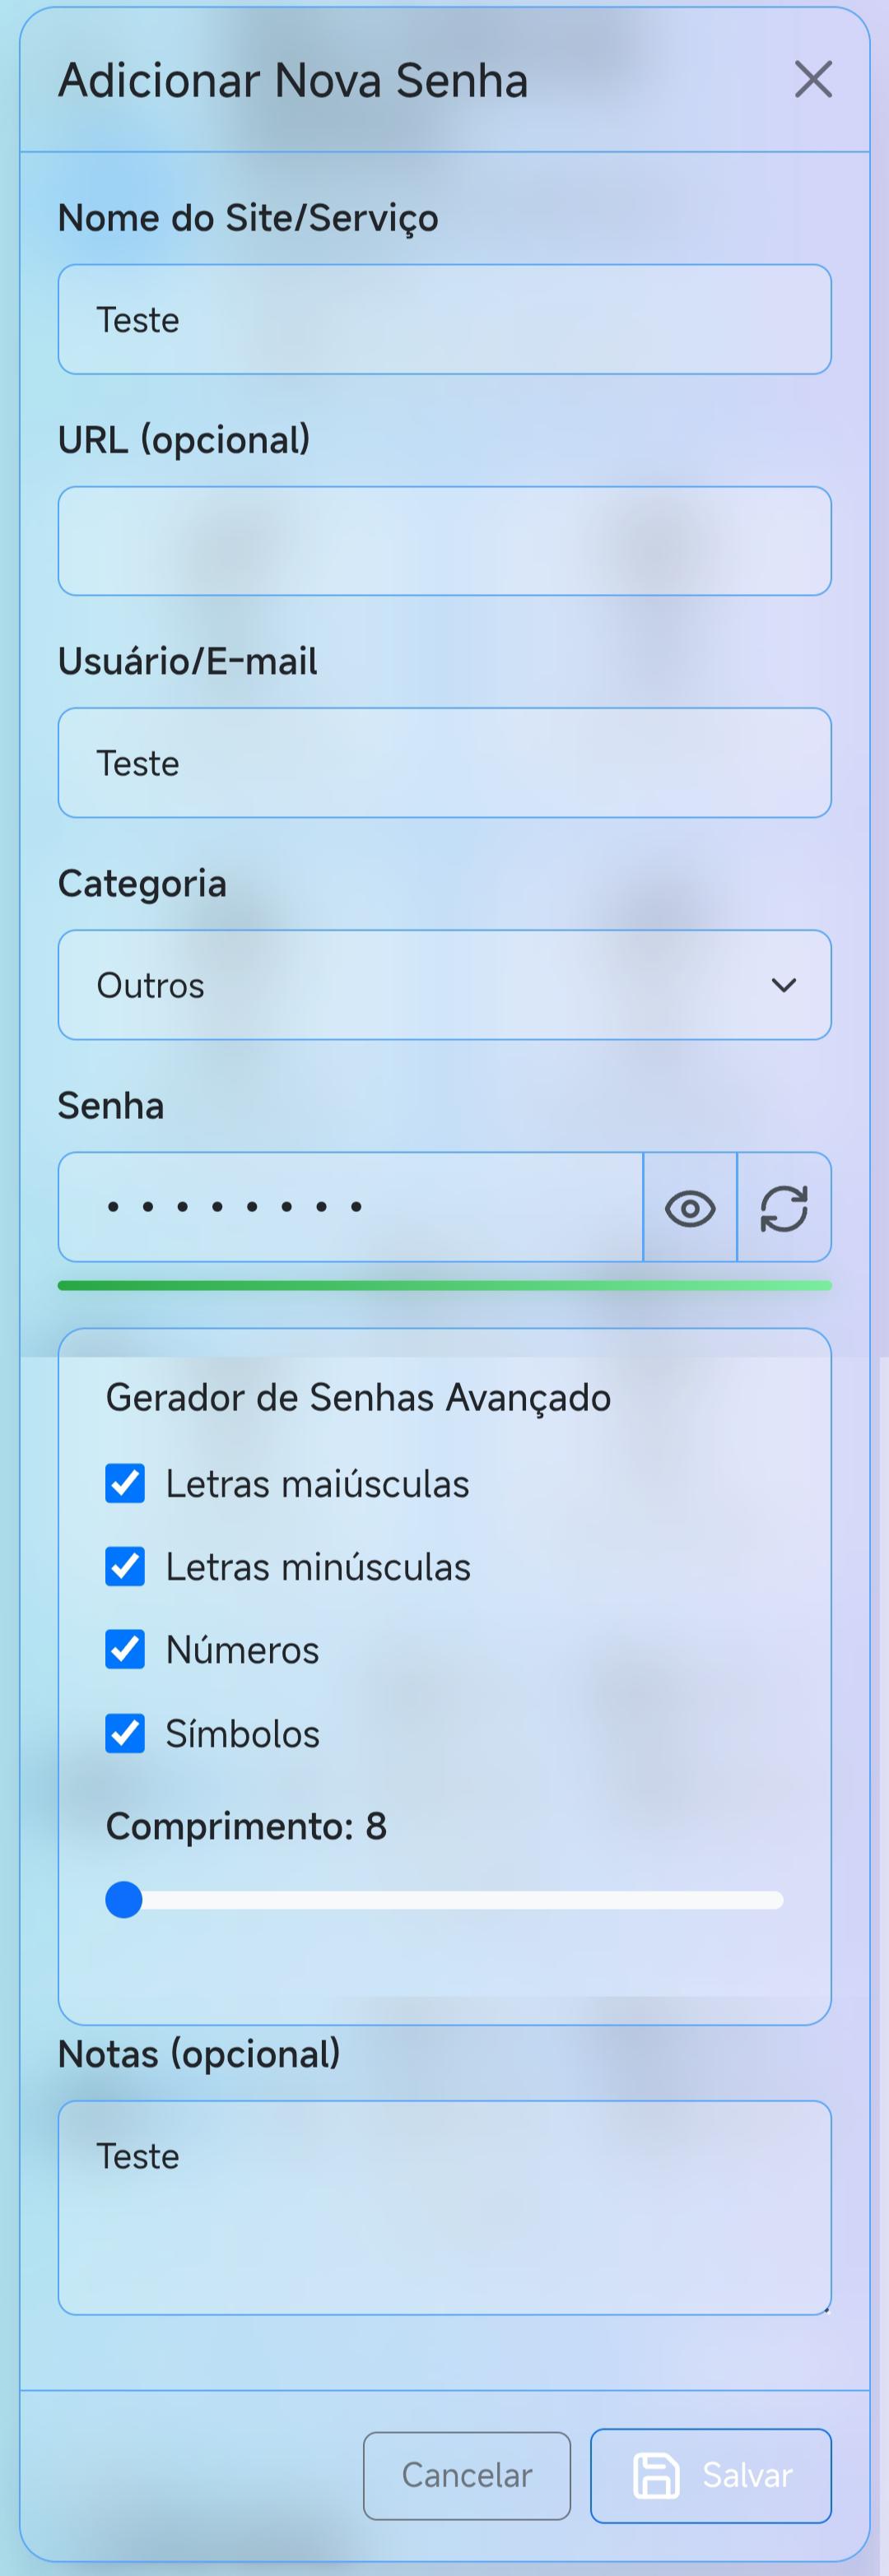 Adicionar Nova Senha
Nome do Site/Serviço
Teste
URL (opcional)
Usuário/E-mail
Teste
Categoria
Outros
Senha
• • • • • • • •
Gerador de Senhas Avançado
Letras maiúsculas
Letras minúsculas
Números
Símbolos
Comprimento: 8
Notas (opcional)
Teste
Cancelar
Salvar